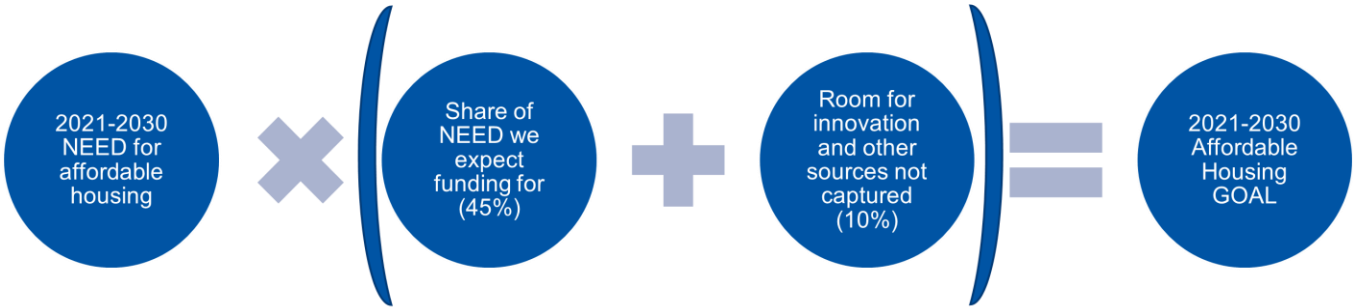 2021-2030
NEED for
affordable
housing
Share of
NEED we
expect
funding for
(45%)
Room for
innovation
and other
sources not
captured
(10%)
2021-2030
Affordable
Housing
GOAL